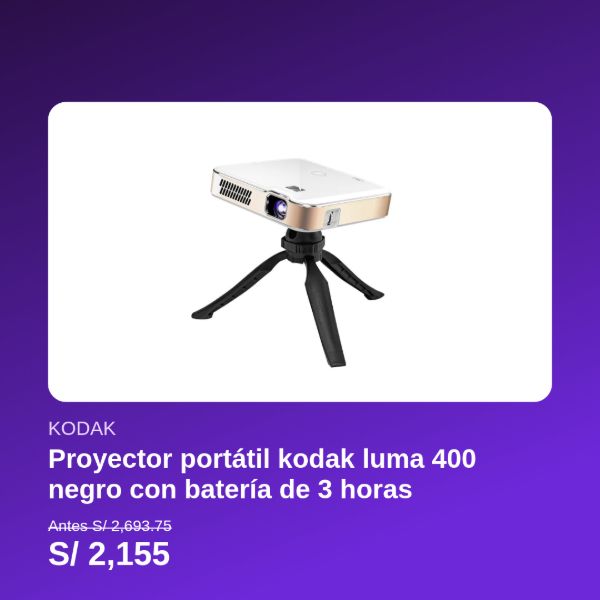 KODAK
Proyector portátil kodak luma 400
negro con batería de 3 horas
Antes S/ 2,693.75
S/ 2,155